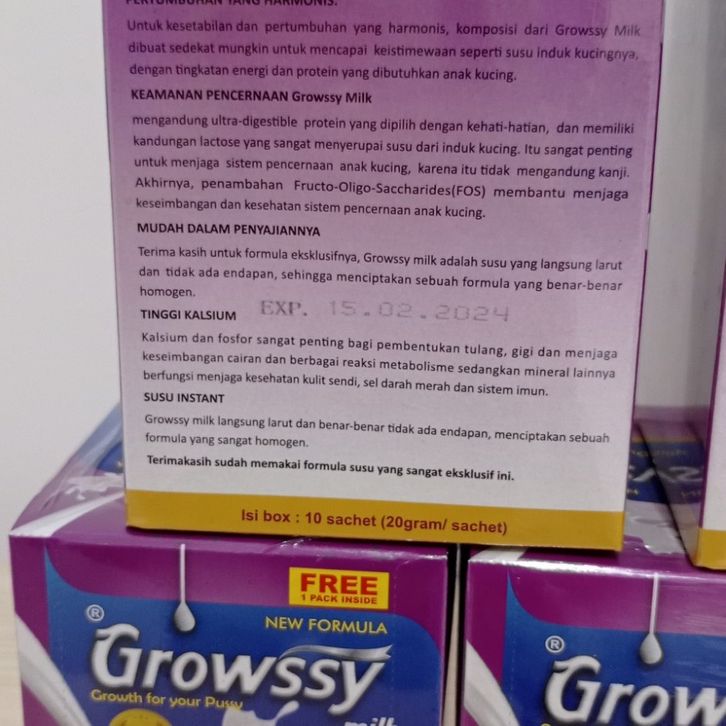 PERTUMBUHAN YANG HARMONIS.
Untuk kesetabilan dan pertumbuhan yang harmonis, komposisi dari Growssy Milk
dibuat sedekat mungkin untuk mencapai keistimewaan seperti susu induk kucingnya,
dengan tingkatan energi dan protein yang dibutuhkan anak kucing.
KEAMANAN PENCERNAAN Growssy Milk
mengandung ultra-digestible protein yang dipilih dengan kehati-hatian, dan memiliki
kandungan lactose yang sangat menyerupai susu dari induk kucing. Itu sangat penting
untuk menjaga sistem pencernaan anak kucing, karena itu tidak mengandung kanji.
Akhirnya, penambahan Fructo-Oligo-Saccharides(FOS) membantu menjaga
keseimbangan dan kesehatan sistem pencernaan anak kucing.
MUDAH DALAM PENYAJIANNYA
Terima kasih untuk formula eksklusifnya, Growssy milk adalah susu yang langsung larut
dan tidak ada endapan, sehingga menciptakan sebuah formula yang benar-benar
homogen.
EXP. 15.02.2024
TINGGI KALSIUM
Kalsium dan fosfor sangat penting bagi pembentukan tulang, gigi dan menjaga
keseimbangan cairan dan berbagai reaksi metabolisme sedangkan mineral lainnya
berfungsi menjaga kesehatan kulit sendi, sel darah merah dan sistem imun.
SUSU INSTANT
Growssy milk langsung larut dan benar-benar tidak ada endapan, menciptakan sebuah
formula yang sangat homogen.
Terimakasih sudah memakai formula susu yang sangat eksklusif ini.
Isi box : 10 sachet (20gram/ sachet)
FREE
1 PACK INSIDE
NEW FORMULA
® Growssy
Growth for your Pussy
milk
® Grow